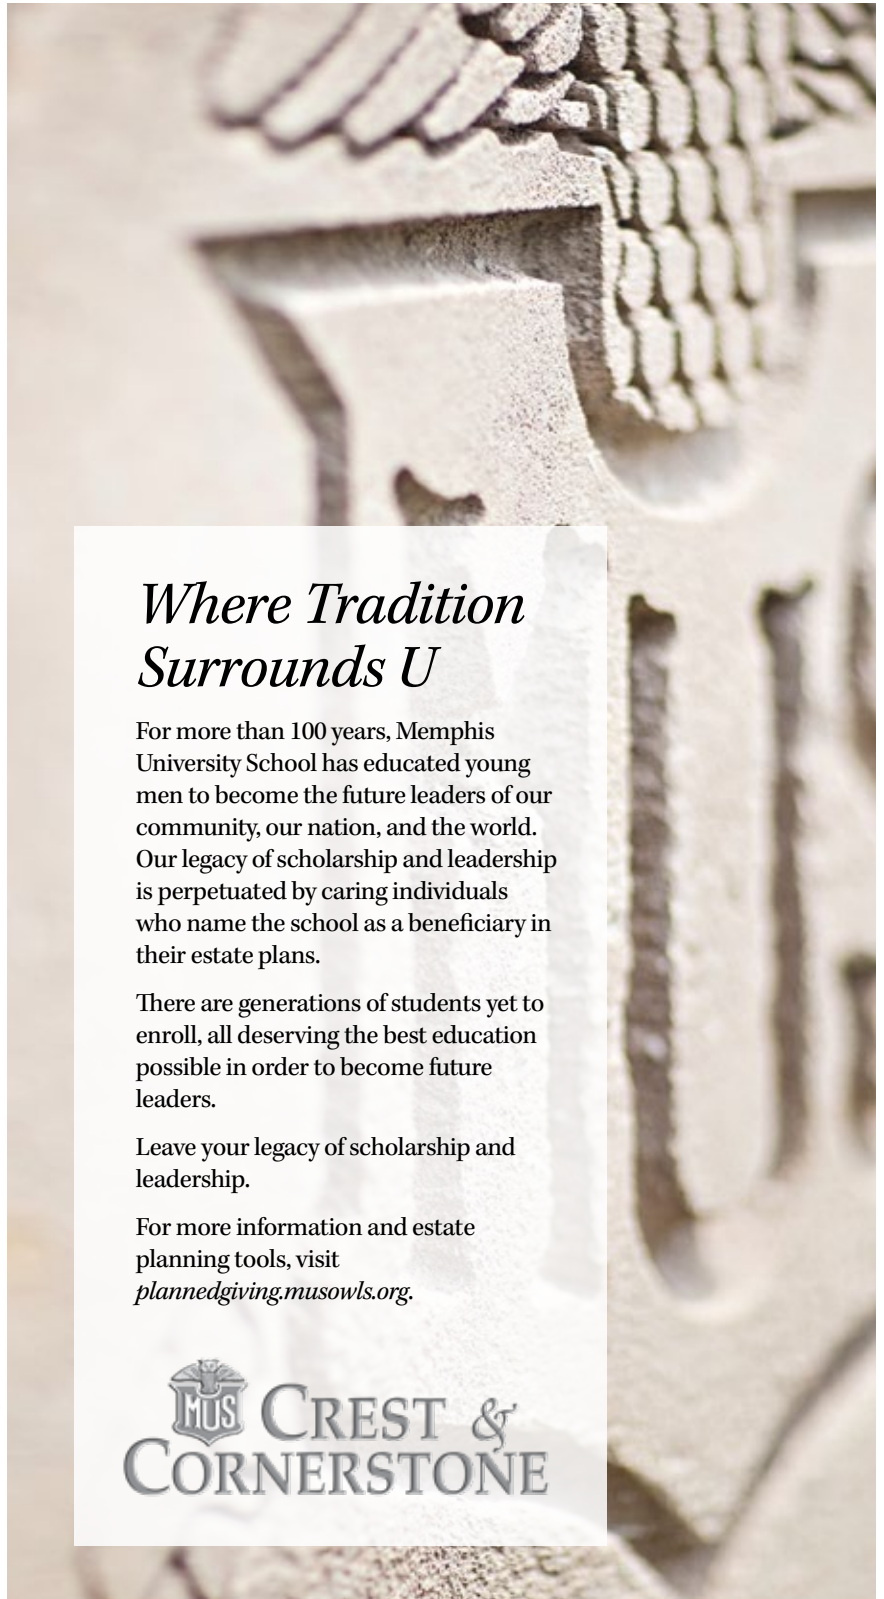 Where Tradition
Surrounds U
For more than 100 years, Memphis
University School has educated young
men to become the future leaders of our
community, our nation, and the world.
Our legacy of scholarship and leadership
is perpetuated by caring individuals
who name the school as a beneficiary in
their estate plans.
There are generations of students yet to
enroll, all deserving the best education
possible in order to become future
leaders.
Leave your legacy of scholarship and
leadership.
For more information and estate
planning tools, visit
plannedgiving.musowls.org.
MUS CREST &
CORNERSTONE